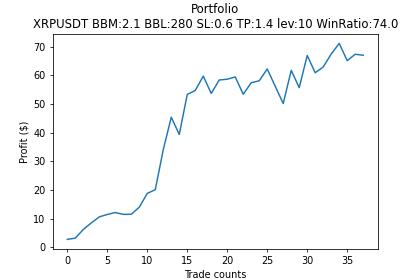 Portfolio
XRPUSDT BBM:2.1 BBL:280 SL:0.6 TP:1.4 lev:10 WinRatio:74.0
70
60
50
40
30
20
10
0
Profit ($)
0 5 10 15 20 25 30 35
Trade counts